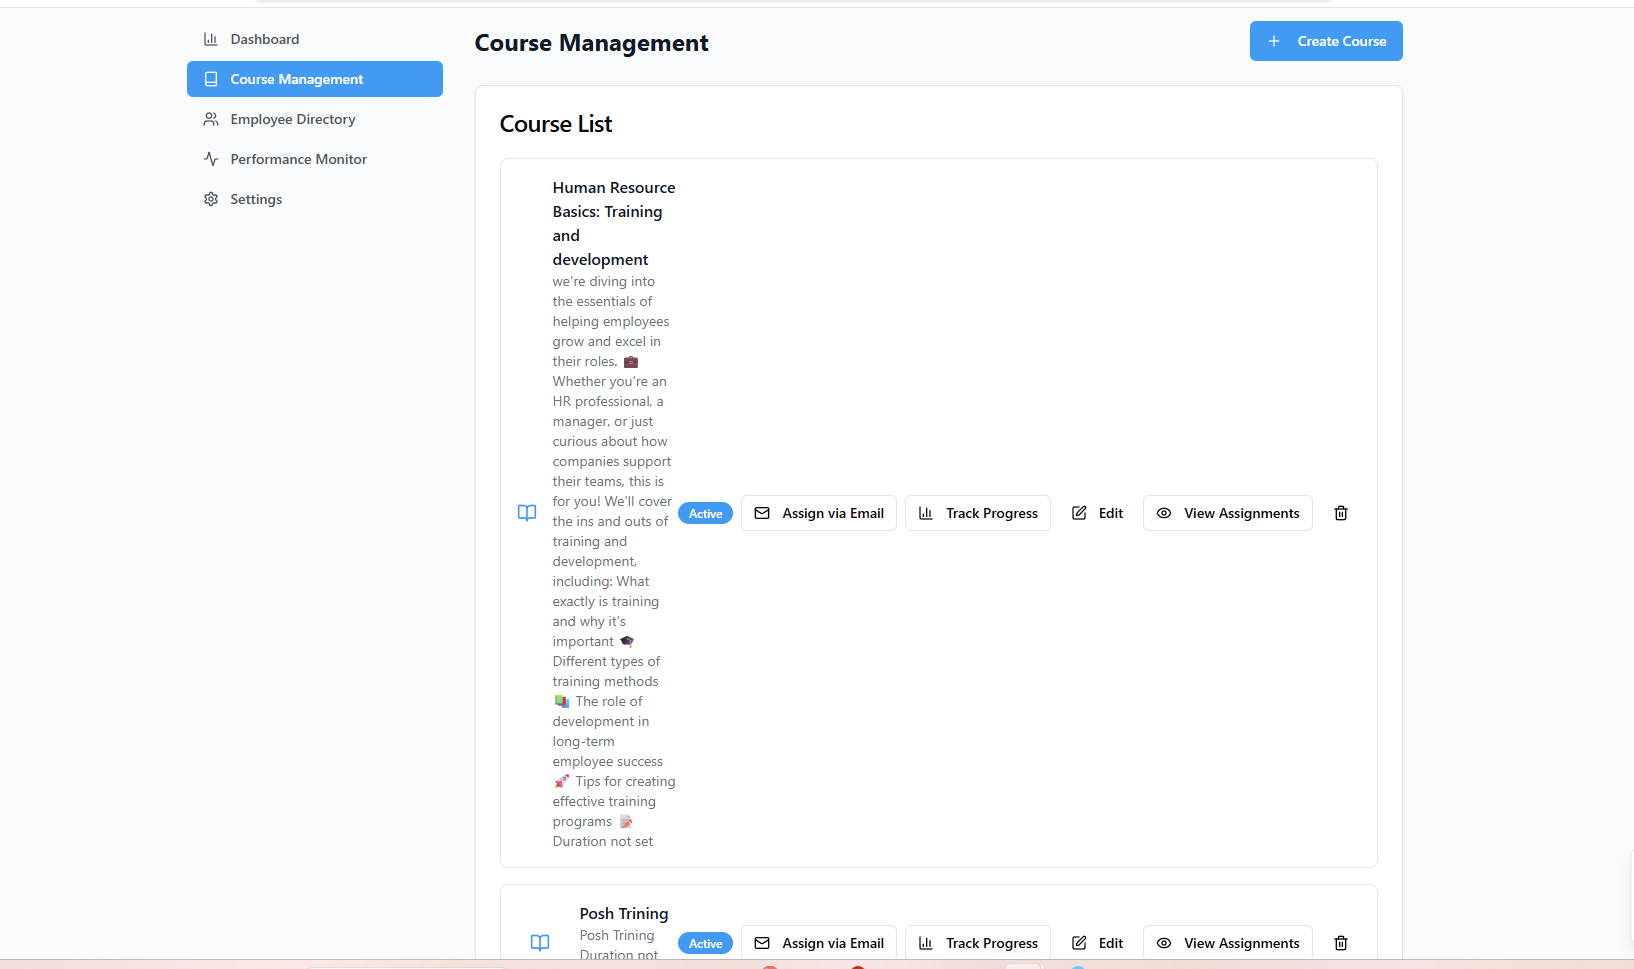 Dashboard
Course Management
Employee Directory
Performance Monitor
Settings
Course Management
Create Course
Course List
Human Resource
Basics: Training
and
development
we're diving into
the essentials of
helping employees
grow and excel in
their roles. 💼
Whether you're an
HR professional, a
manager, or just
curious about how
companies support
their teams, this is
for you! We'll cover
the ins and outs of
training and
development,
including: What
exactly is training
and why it's
important 🎓
Different types of
training methods
📚 The role of
development in
long-term
employee success
🚀 Tips for creating
effective training
programs 📝
Duration not set
Active
Assign via Email
Track Progress
Edit
View Assignments
Posh Trining
Posh Trining
Duration not
Active
Assign via Email
Track Progress
Edit
View Assignments